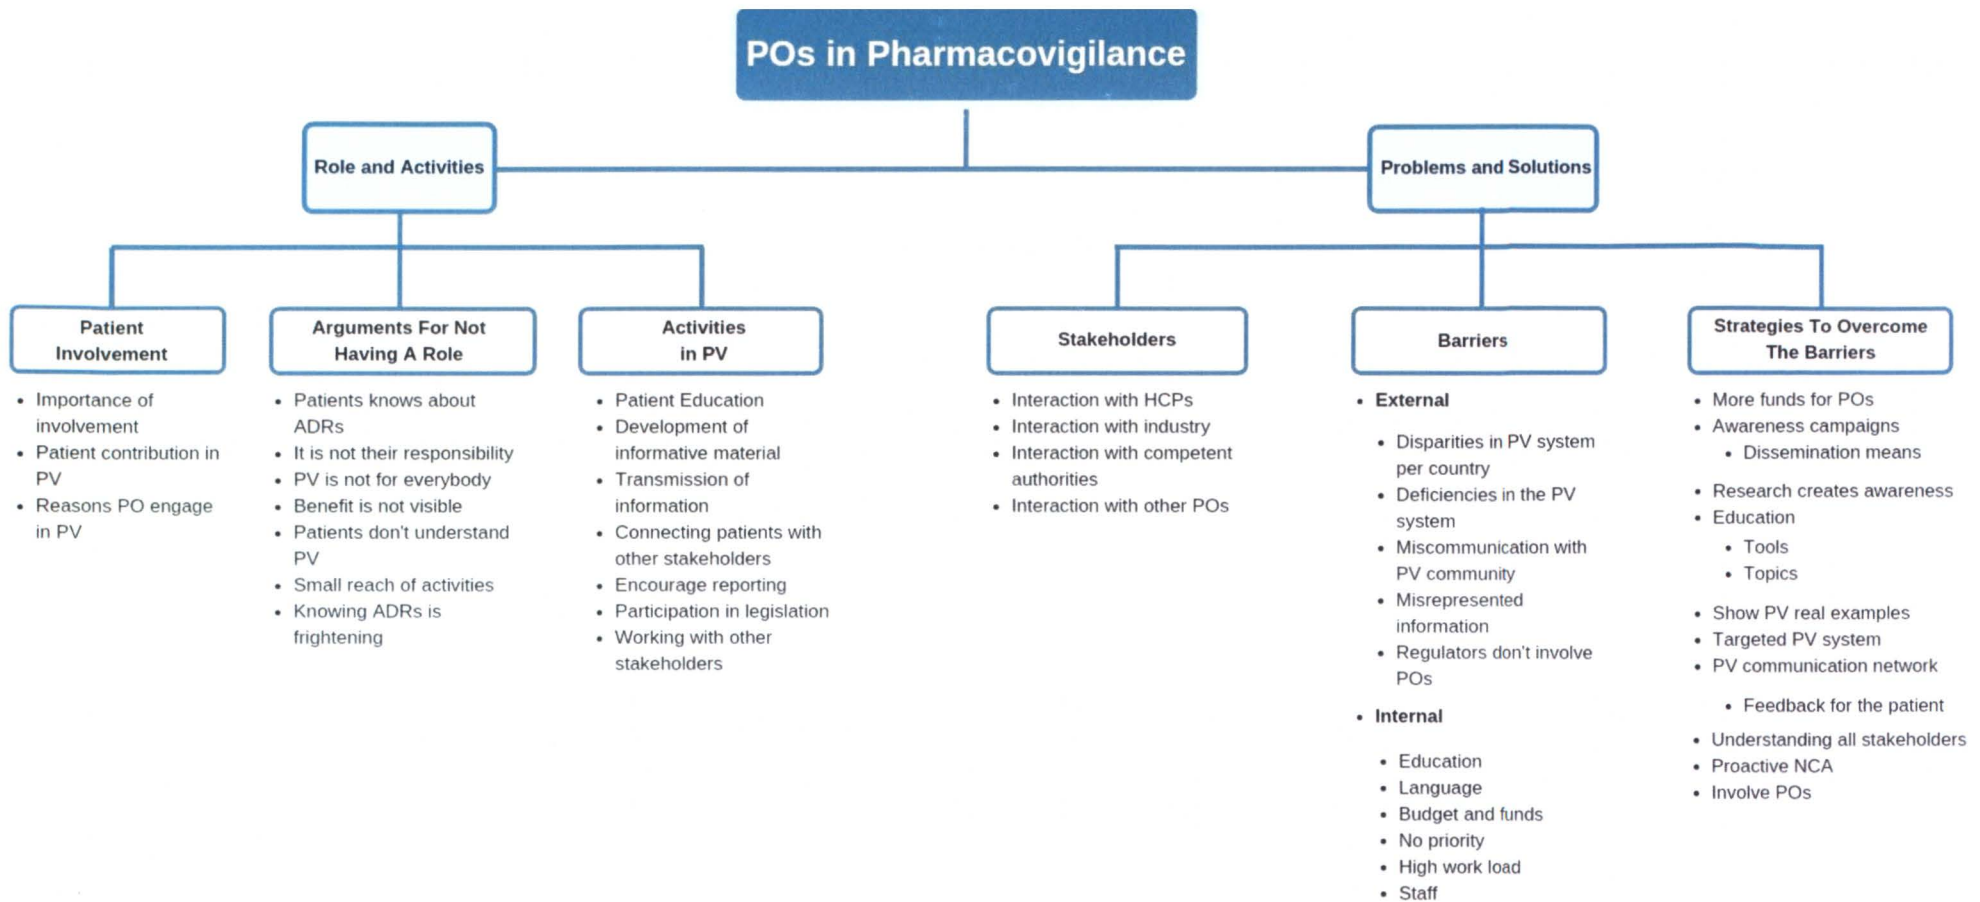 POs in Pharmacovigilance
Role and Activities
Problems and Solutions
Patient
Involvement
• Importance of
involvement
• Patient contribution in
PV
• Reasons PO engage
in PV
Arguments For Not
Having A Role
• Patients knows about
ADRs
• It is not their responsibility
• PV is not for everybody
• Benefit is not visible
• Patients don't understand
PV
• Small reach of activities
• Knowing ADRs is
frightening
Activities
in PV
• Patient Education
• Development of
informative material
• Transmission of
information
• Connecting patients with
other stakeholders
• Encourage reporting
• Participation in legislation
• Working with other
stakeholders
Stakeholders
• Interaction with HCPs
• Interaction with industry
• Interaction with competent
authorities
• Interaction with other POs
Barriers
• External
• Disparities in PV system
per country
• Deficiencies in the PV
system
• Miscommunication with
PV community
• Misrepresented
information
• Regulators don't involve
POs
• Internal
• Education
• Language
• Budget and funds
• No priority
• High work load
• Staff
Strategies To Overcome
The Barriers
• More funds for POs
• Awareness campaigns
• Dissemination means
• Research creates awareness
• Education
• Tools
• Topics
• Show PV real examples
• Targeted PV system
• PV communication network
• Feedback for the patient
• Understanding all stakeholders
• Proactive NCA
• Involve POs